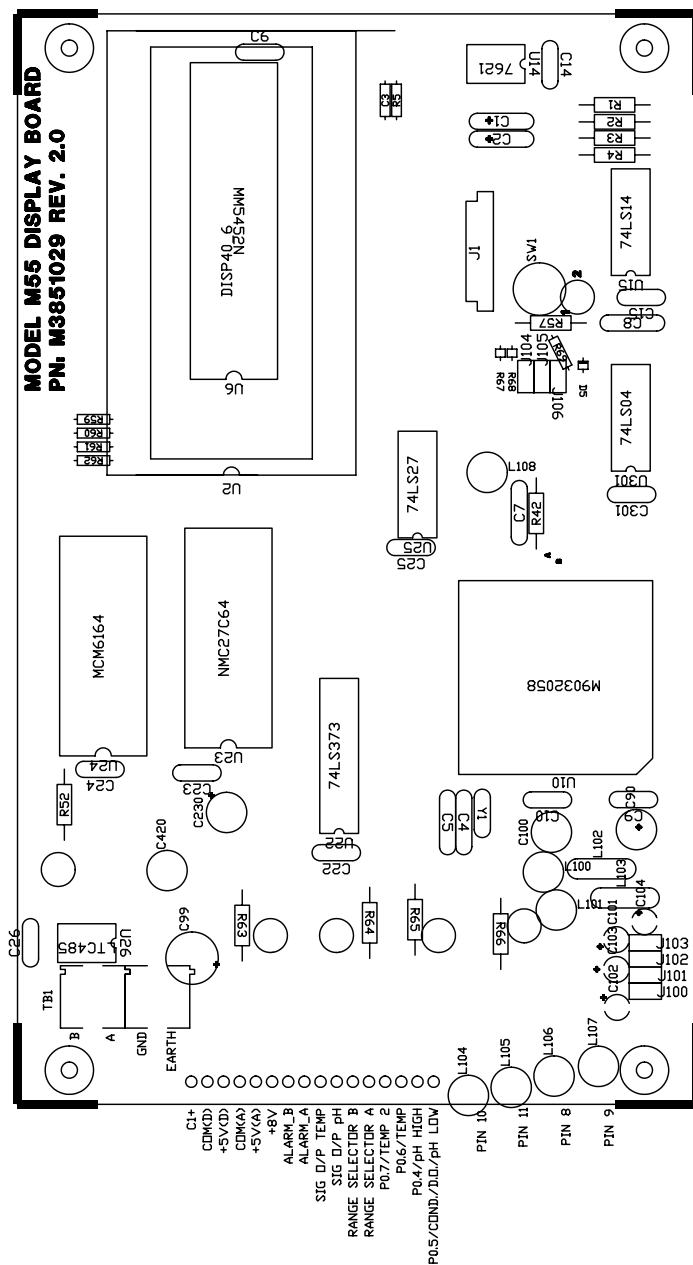 MODEL M55 DISPLAY BOARD
PN: M3851029 REV. 2.0
C6
7621
U14
C14
C3
R5
C1
C2
R1
R2
R3
R4
MM5452N
DISP40_6
U6
U2
J1
SW1
74LS14
U15
C15
C8
2
1
R57
J104
J105
J106
R69
R67
R68
D5
R59
R60
R61
R62
74LS04
U301
C301
74LS27
U25
C25
L108
C7
R42
A
B
MCM6164
U24
C24
NMC27C64
U23
C23
74LS373
U22
C22
M9032058
U10
C10
C90
C9
R52
C230
C420
C5
C4
Y1
C100
L102
L100
L103
L101
C104
C101
C103
C102
J103
J102
J101
J100
C26
LTC485
U26
C99
R63
R64
R65
R66
TB1
B
A
GND
EARTH
L104
L105
L106
L107
C1+
COM(D)
+5V(D)
COM(A)
+5V(A)
+8V
ALARM_B
ALARM_A
SIG O/P TEMP
SIG O/P pH
RANGE SELECTOR B
RANGE SELECTOR A
P0.7/TEMP 2
P0.6/TEMP
P0.4/pH HIGH
P0.5/COND./D.O./pH LOW
PIN 10
PIN 11
PIN 8
PIN 9